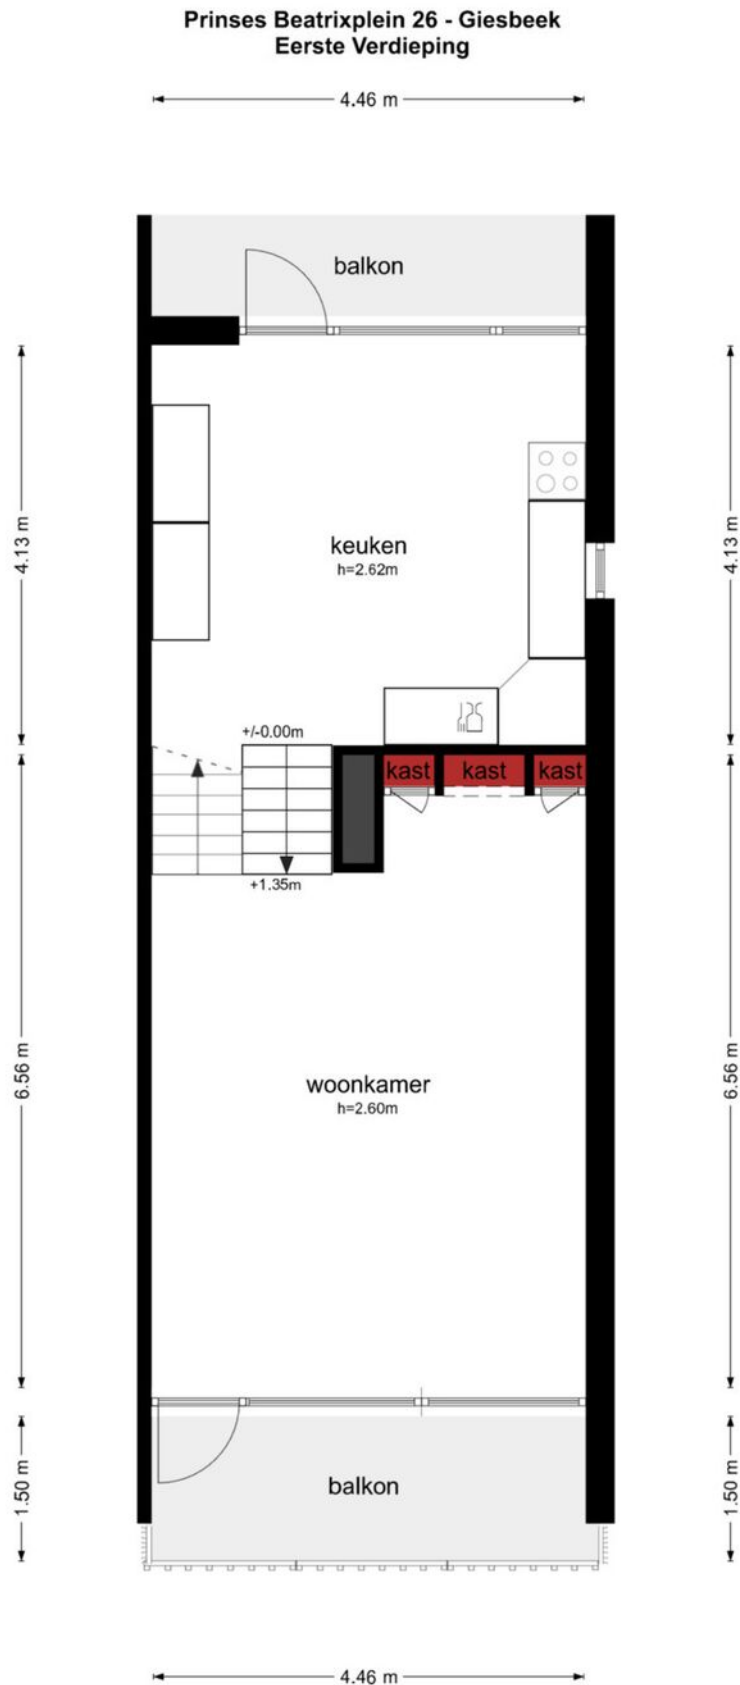 Prinses Beatrixplein 26 - Giesbeek
Eerste Verdieping
4.46 m
balkon
4.13 m
4.13 m
keuken
h=2.62m
+/-0.00m
kast
kast
kast
+1.35m
6.56 m
6.56 m
woonkamer
h=2.60m
1.50 m
1.50 m
balkon
4.46 m